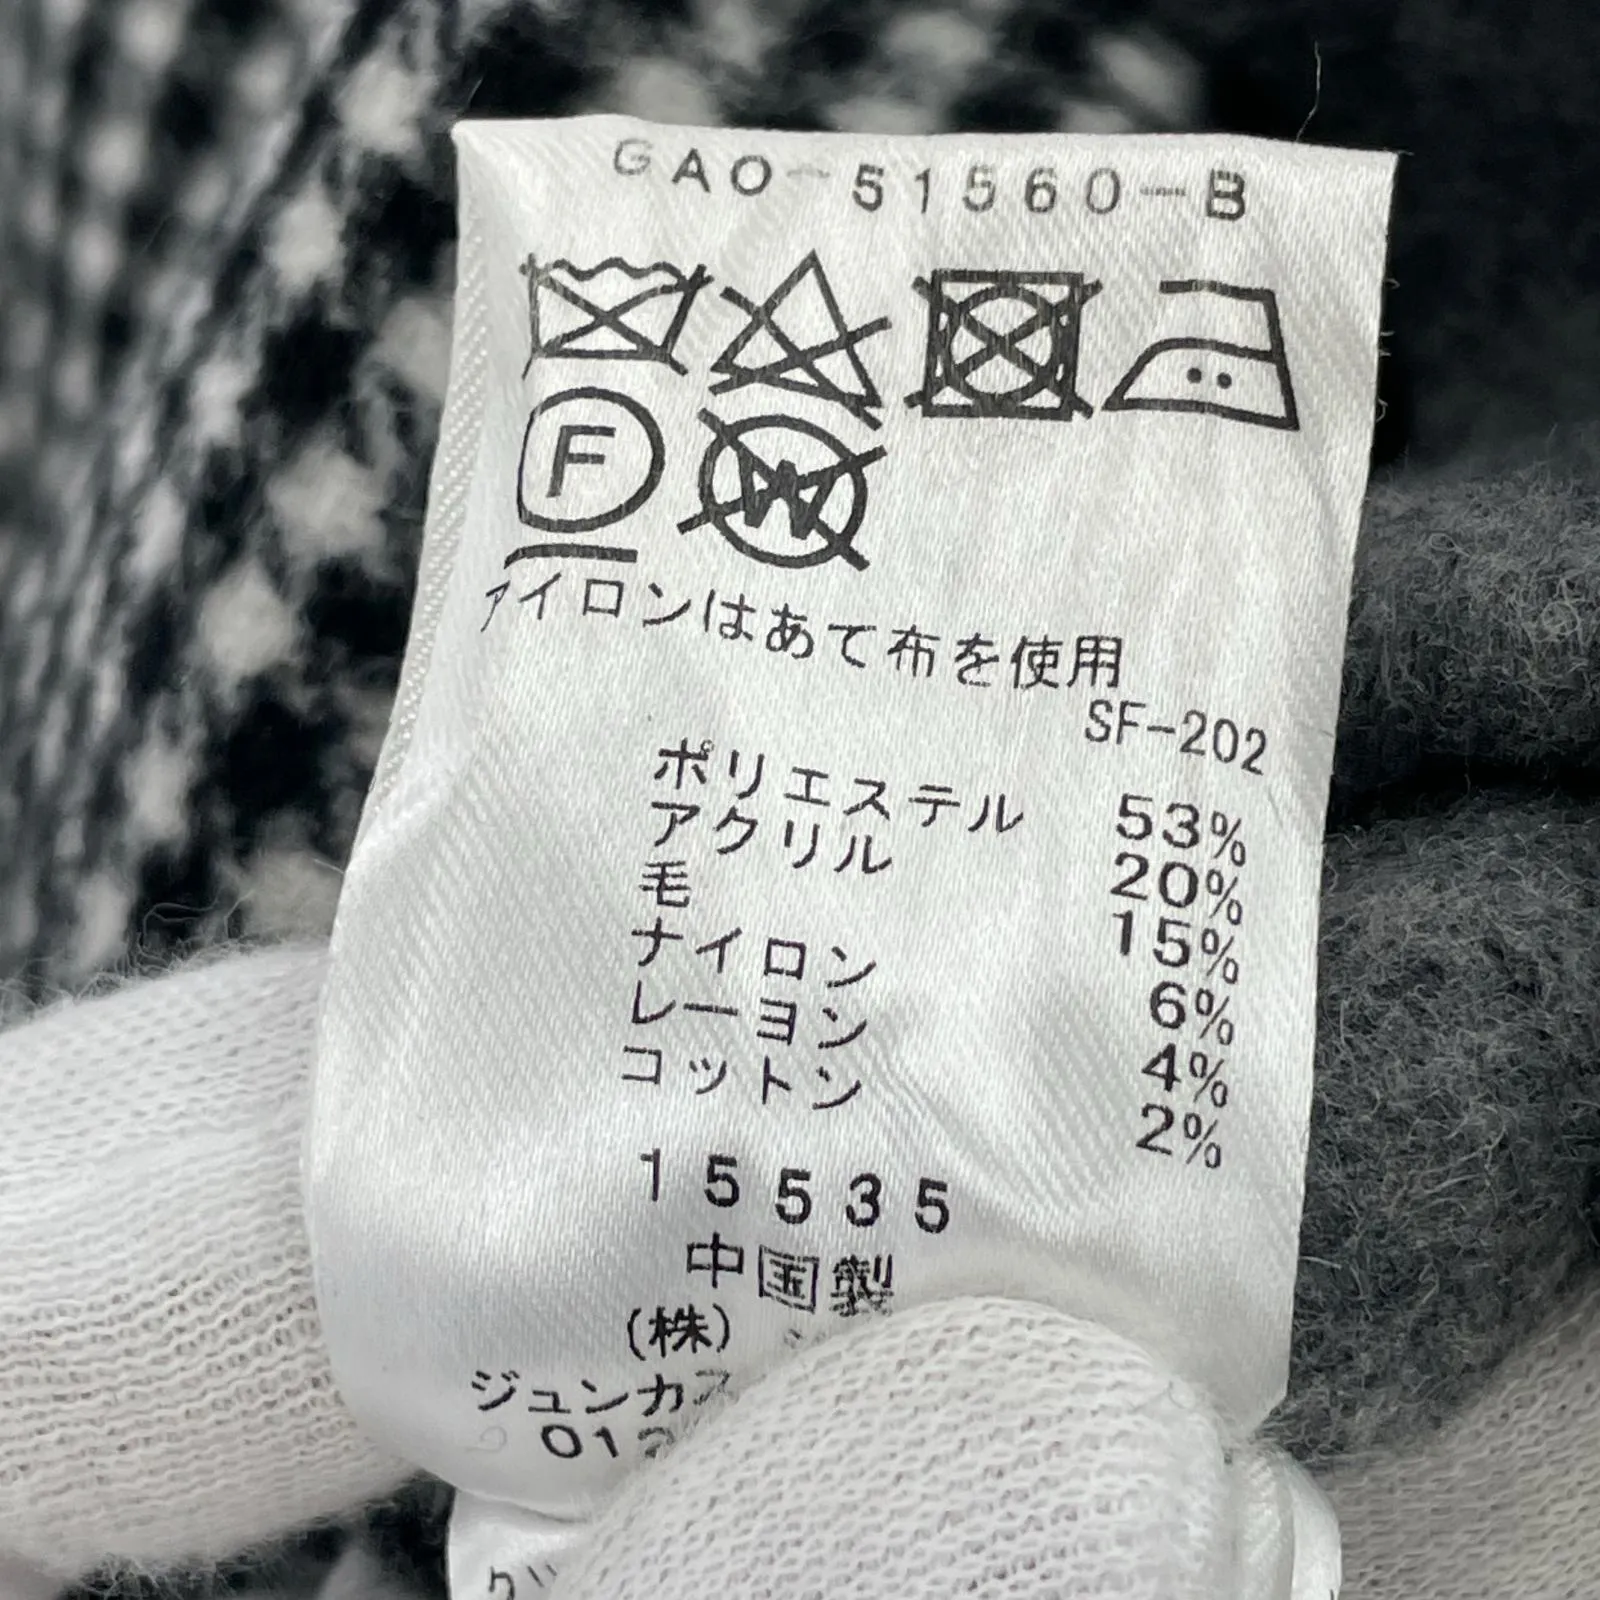 GAO-51560-B
F W
アイロンはあて布を使用
SF-202
ポリエステル 53%
アクリル 20%
毛 15%
ナイロン 6%
レーヨン 4%
コットン 2%
15535
中国製
(株)
ジュンカス
012